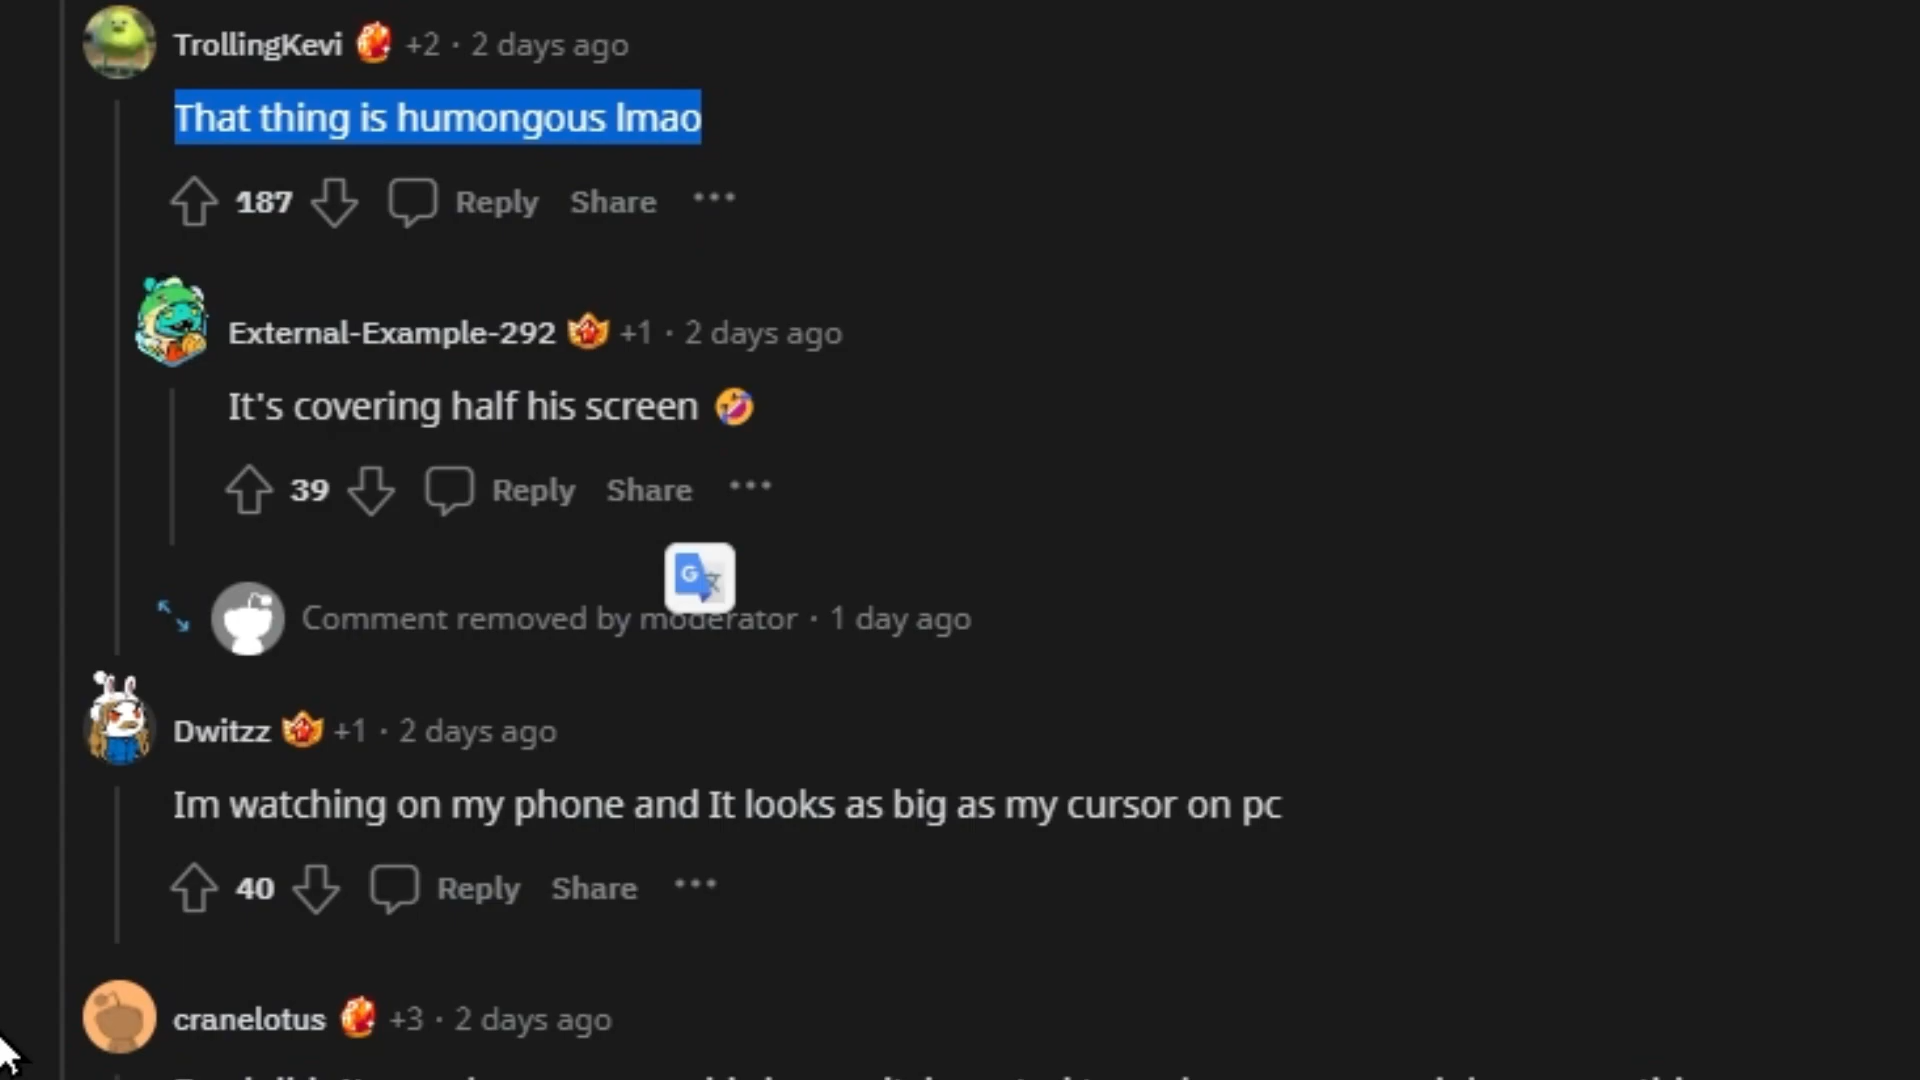 TrollingKevi +2 · 2 days ago
That thing is humongous lmao
187 Reply Share ...
External-Example-292 +1 · 2 days ago
It's covering half his screen 🤣
39 Reply Share ...
G 文
Comment removed by moderator · 1 day ago
Dwitzz +1 · 2 days ago
Im watching on my phone and It looks as big as my cursor on pc
40 Reply Share ...
cranelotus +3 · 2 days ago